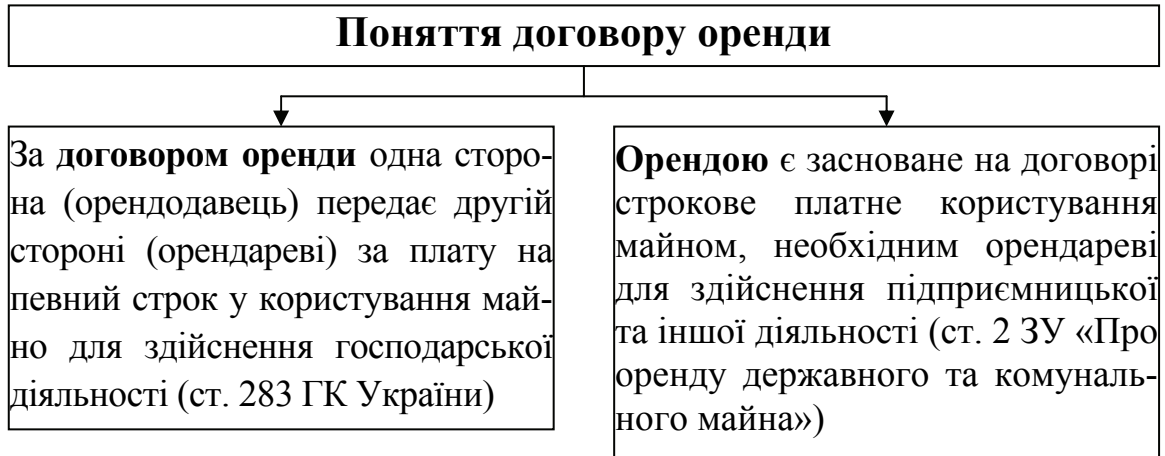 Поняття договору оренди
За договором оренди одна сторо-
на (орендодавець) передає другій
стороні (орендареві) за плату на
певний строк у користування май-
но для здійснення господарської
діяльності (ст. 283 ГК України)
Орендою є засноване на договорі
строкове платне користування
майном, необхідним орендареві
для здійснення підприємницької
та іншої діяльності (ст. 2 ЗУ «Про
оренду державного та комуналь-
ного майна»)